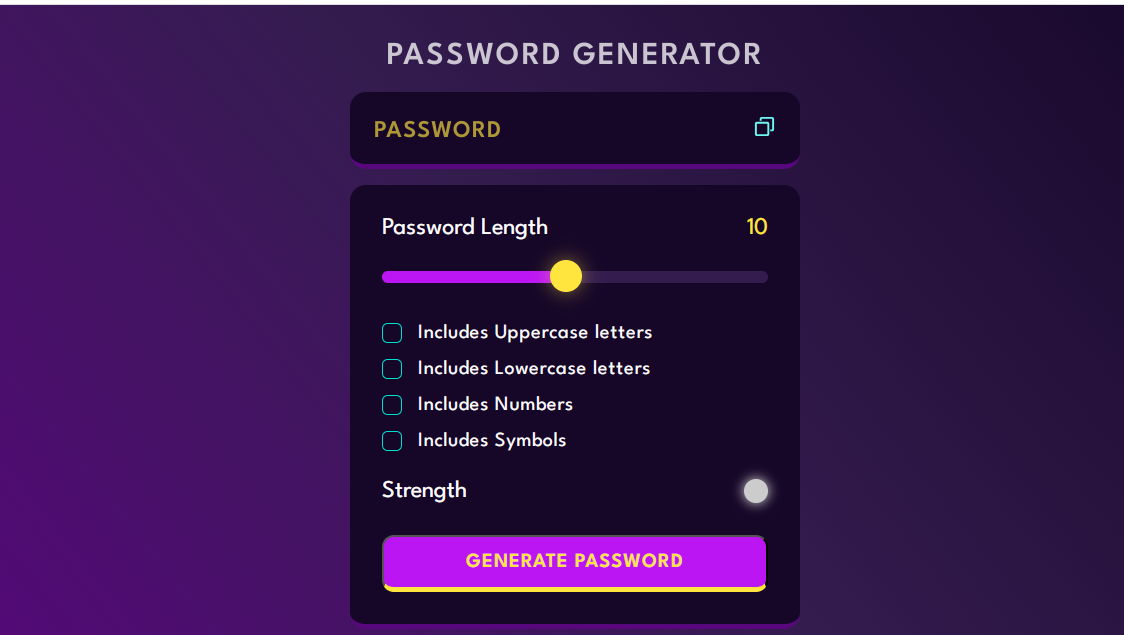 PASSWORD GENERATOR
PASSWORD
Password Length 10
Includes Uppercase letters
Includes Lowercase letters
Includes Numbers
Includes Symbols
Strength
GENERATE PASSWORD